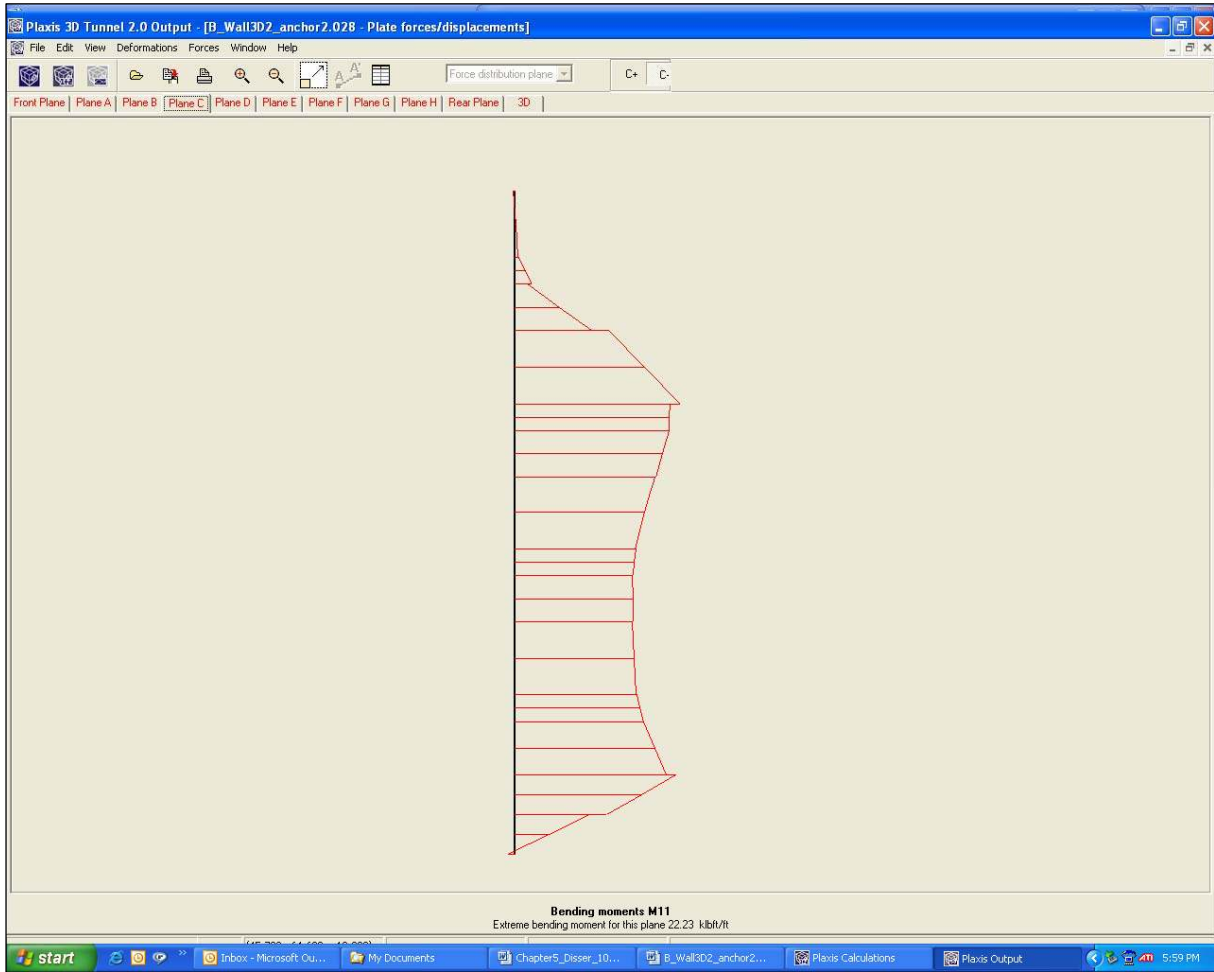 Plaxis 3D Tunnel 2.0 Output - [B_Wall3D2_anchor2.028 - Plate forces/displacements]
File Edit View Deformations Forces Window Help
Force distribution plane C+ C-
Front Plane Plane A Plane B Plane C Plane D Plane E Plane F Plane G Plane H Rear Plane 3D
Bending moments M11
Extreme bending moment for this plane 22.23 klbft/ft
start Inbox - Microsoft Ou... My Documents Chapter5_Disser_10... B_Wall3D2_anchor2... Plaxis Calculations Plaxis Output 5:59 PM